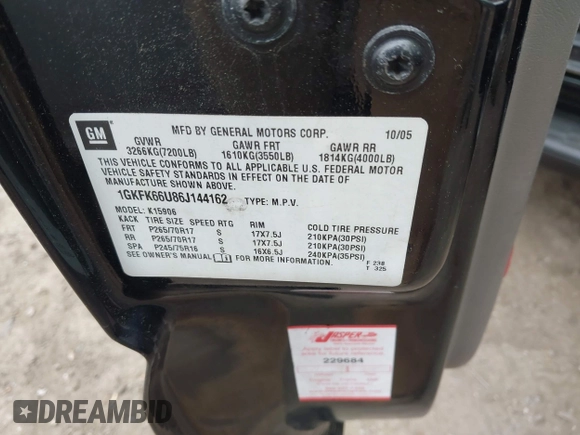 GM
MFD BY GENERAL MOTORS CORP. 10/05
GVWR GAWR FRT GAWR RR
3266KG(7200LB) 1610KG(3550LB) 1814KG(4000LB)
THIS VEHICLE CONFORMS TO ALL APPLICABLE U.S. FEDERAL MOTOR
VEHICLE SAFETY STANDARDS IN EFFECT ON THE DATE OF
MANUFACTURE SHOWN ABOVE.
1GKFK66U86J144162 TYPE: M.P.V.
MODEL: K15906
KACK TIRE SIZE SPEED RTG RIM COLD TIRE PRESSURE
FRT P265/70R17 S 17X7.5J 210KPA(30PSI)
RR P265/70R17 S 17X7.5J 210KPA(30PSI)
SPA P245/75R16 S 16X6.5J 240KPA(35PSI)
SEE OWNER'S MANUAL FOR MORE INFORMATION.
F 238
T 325
JASPER
229684
1
DREAMBID